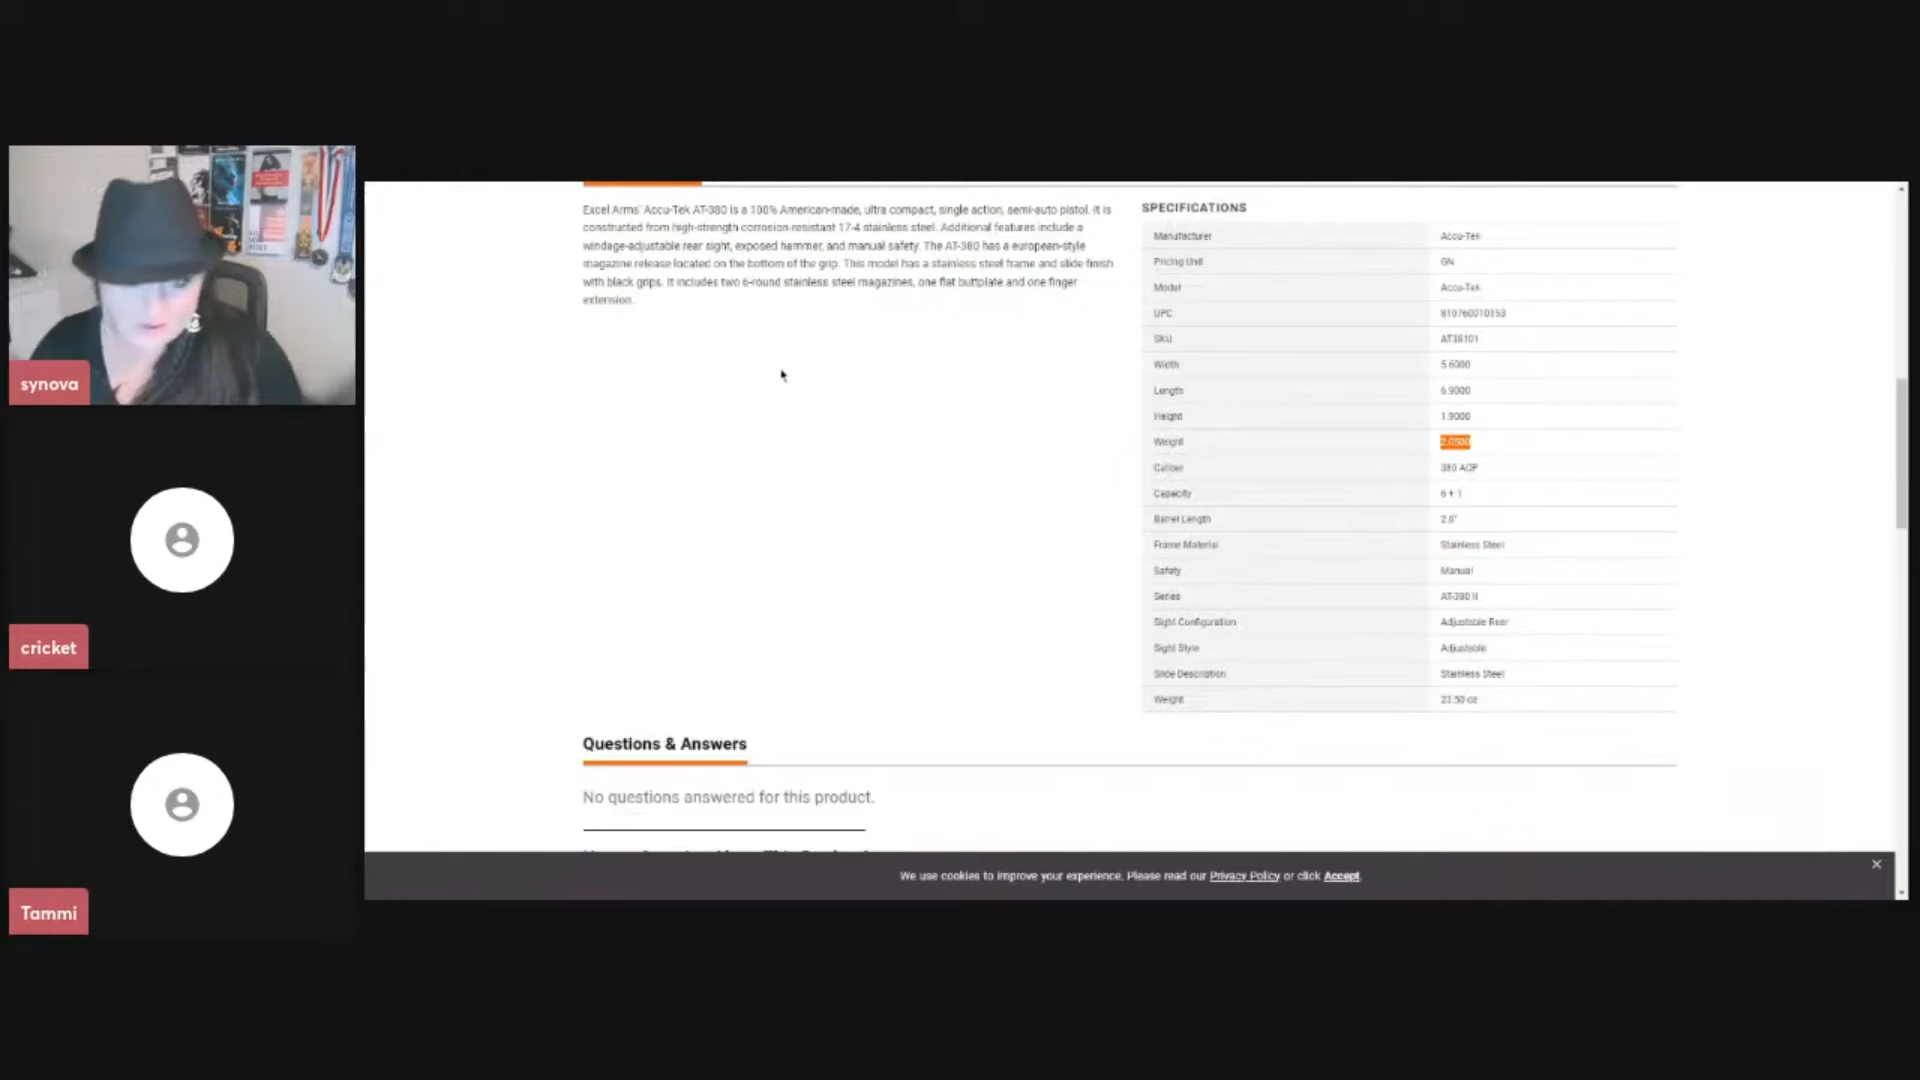 synova
cricket
Tammi
Excel Arms' Accu-Tek AT-380 is a 100% American-made, ultra compact, single action, semi-auto pistol. It is
constructed from high-strength corrosion-resistant 17-4 stainless steel. Additional features include a
windage-adjustable rear sight, exposed hammer, and manual safety. The AT-380 has a european-style
magazine release located on the bottom of the grip. This model has a stainless steel frame and slide finish
with black grips. It includes two 6-round stainless steel magazines, one flat buttplate and one finger
extension.
SPECIFICATIONS
Manufacturer Accu-Tek
Pricing Unit GN
Model Accu-Tek
UPC 810760010153
SKU AT38101
Width 5.6000
Length 6.9000
Height 1.9000
Weight 2.0500
Caliber 380 ACP
Capacity 6 + 1
Barrel Length 2.8"
Frame Material Stainless Steel
Safety Manual
Series AT-380 II
Sight Configuration Adjustable Rear
Sight Style Adjustable
Slide Description Stainless Steel
Weight 23.50 oz
Questions & Answers
No questions answered for this product.
We use cookies to improve your experience. Please read our Privacy Policy or click Accept.